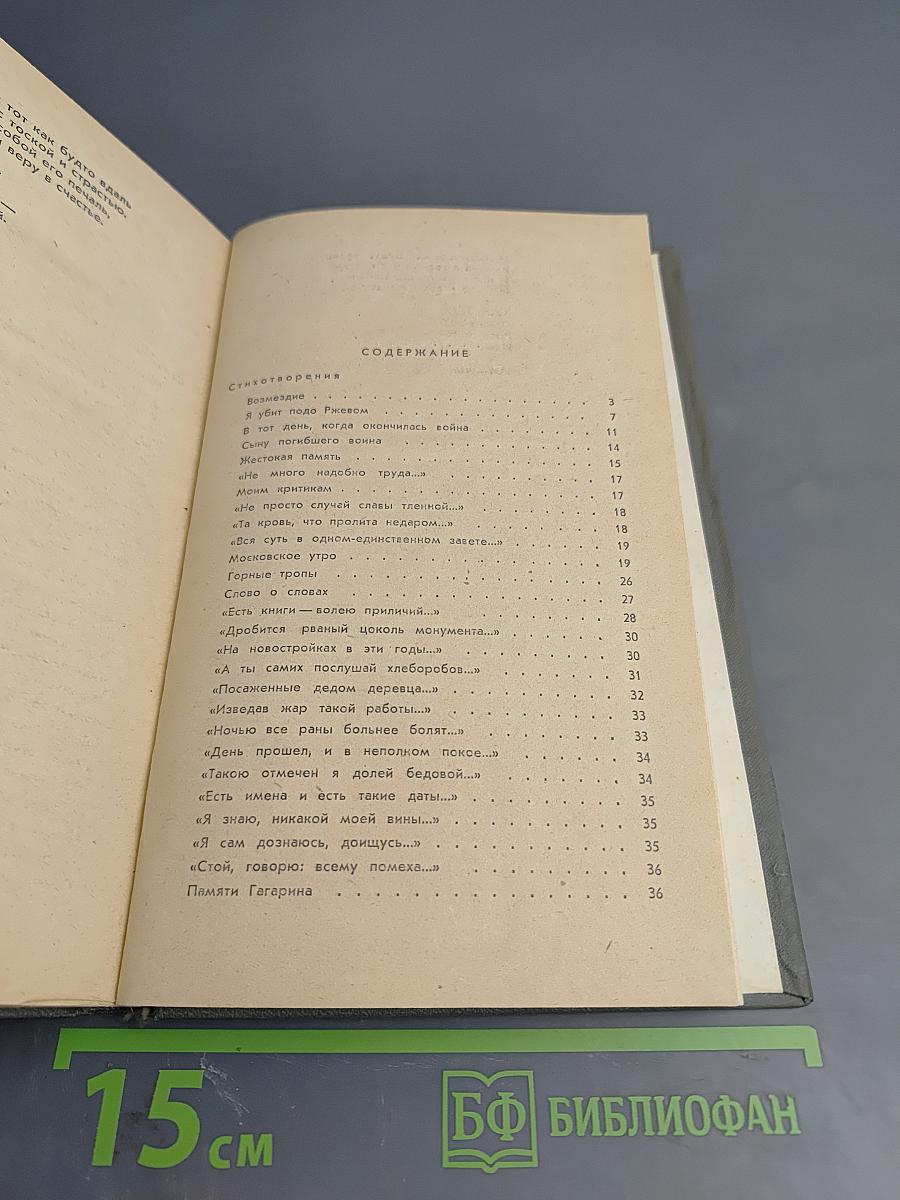 тот как будто вдаль
с тоской и страстью.
собой его печаль,
веру в счастье.
СОДЕРЖАНИЕ
Стихотворения
Возмездие . . . . . . . . . . . . . . . . . . 3
Я убит подо Ржевом . . . . . . . . . . . . . . 7
В тот день, когда окончилась война . . . . . . . . 11
Сыну погибшего воина . . . . . . . . . . . . . 14
Жестокая память . . . . . . . . . . . . . . . 15
«Не много надобно труда...» . . . . . . . . . . 17
Моим критикам . . . . . . . . . . . . . . . . 17
«Не просто случай славы тленной...» . . . . . . . . 18
«Та кровь, что пролита недаром...» . . . . . . . . 18
«Вся суть в одном-единственном завете...» . . . . . . 19
Московское утро . . . . . . . . . . . . . . . 19
Горные тропы . . . . . . . . . . . . . . . . 26
Слово о словах . . . . . . . . . . . . . . . 27
«Есть книги — волею приличий...» . . . . . . . . 28
«Дробится рваный цоколь монумента...» . . . . . . 30
«На новостройках в эти годы...» . . . . . . . . . 30
«А ты самих послушай хлеборобов...» . . . . . . . 31
«Посаженные дедом деревца...» . . . . . . . . . 32
«Изведав жар такой работы...» . . . . . . . . . 33
«Ночью все раны больнее болят...» . . . . . . . . 33
«День прошел, и в неполном покое...» . . . . . . 34
«Такою отмечен я долей бедовой...» . . . . . . . 34
«Есть имена и есть такие даты...» . . . . . . . . 35
«Я знаю, никакой моей вины...» . . . . . . . . . 35
«Я сам дознаюсь, доищусь...» . . . . . . . . . . 35
«Стой, говорю: всему помеха...» . . . . . . . . . 36
Памяти Гагарина . . . . . . . . . . . . . . . 36
15 см
БФ БИБЛИОФАН